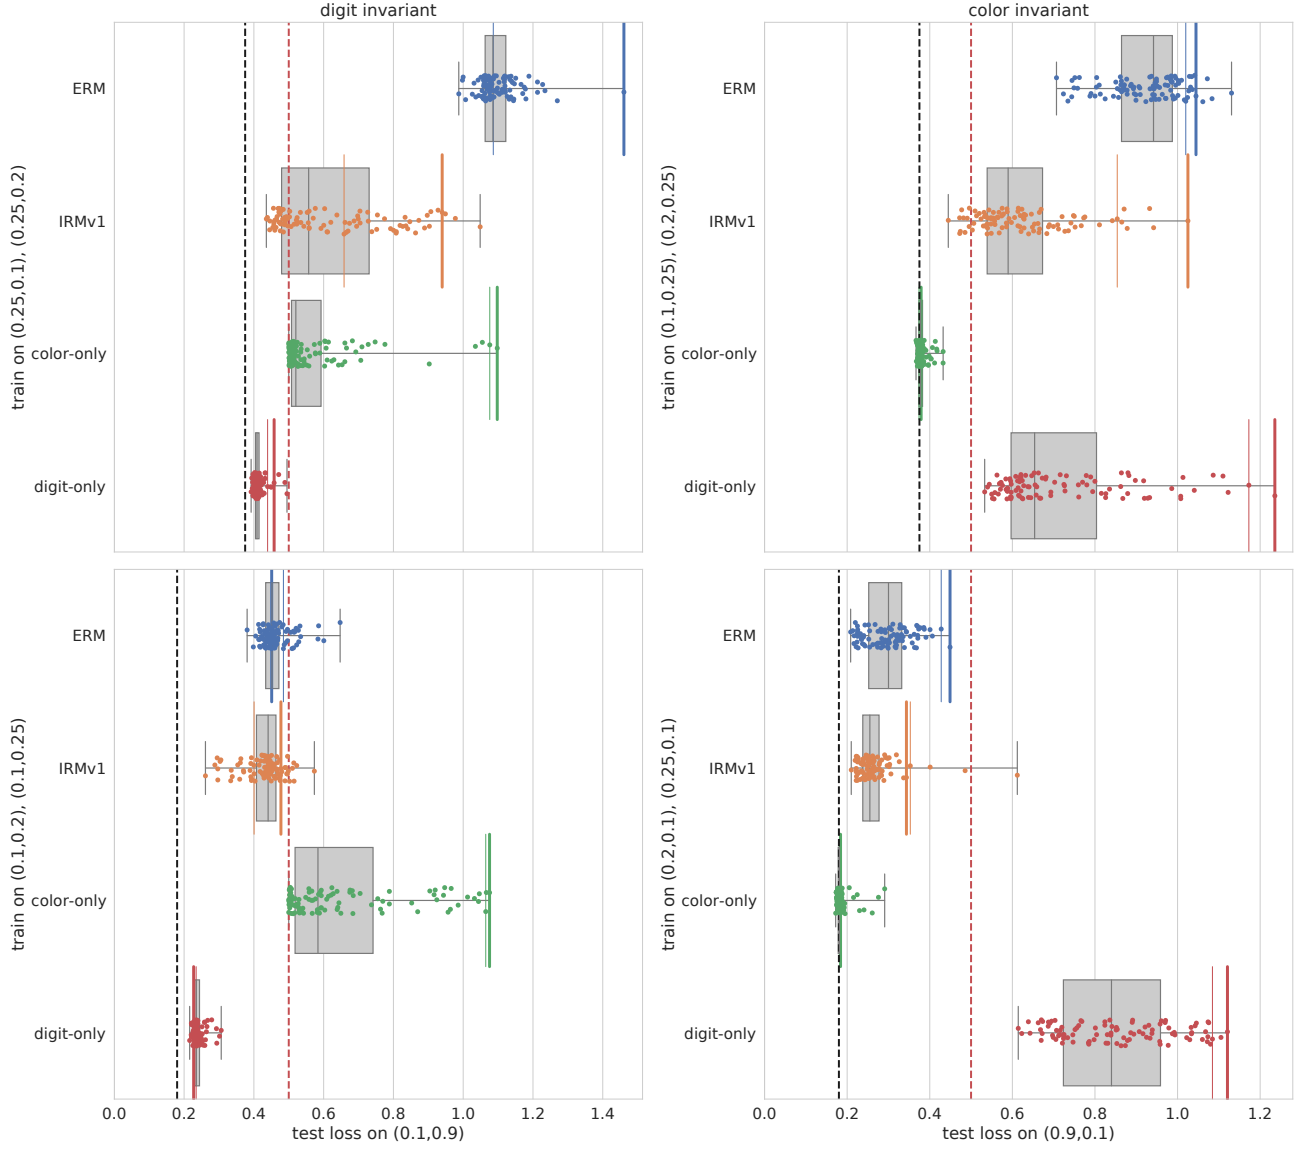 digit invariant
color invariant
train on (0.25,0.1), (0.25,0.2)
ERM
IRMv1
color-only
digit-only
train on (0.1,0.25), (0.2,0.25)
ERM
IRMv1
color-only
digit-only
train on (0.1,0.2), (0.1,0.25)
ERM
IRMv1
color-only
digit-only
0.0 0.2 0.4 0.6 0.8 1.0 1.2 1.4
test loss on (0.1,0.9)
train on (0.2,0.1), (0.25,0.1)
ERM
IRMv1
color-only
digit-only
0.0 0.2 0.4 0.6 0.8 1.0 1.2
test loss on (0.9,0.1)